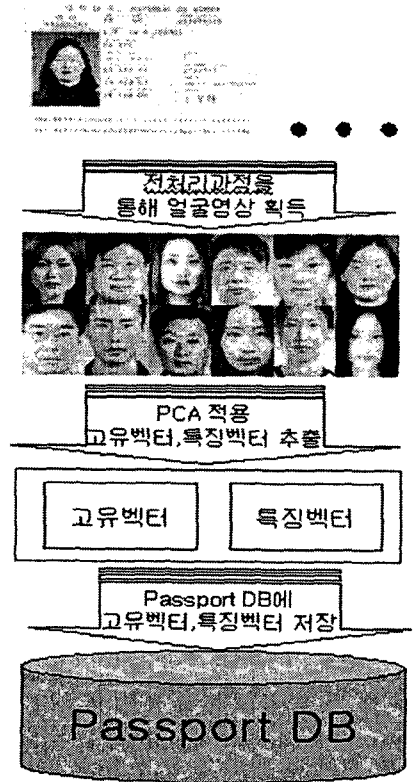 전처리과정을
통해 얼굴영상 획득
PCA 적용
고유벡터,특징벡터 추출
고유벡터
특징벡터
Passport DB에
고유벡터,특징벡터 저장
Passport DB